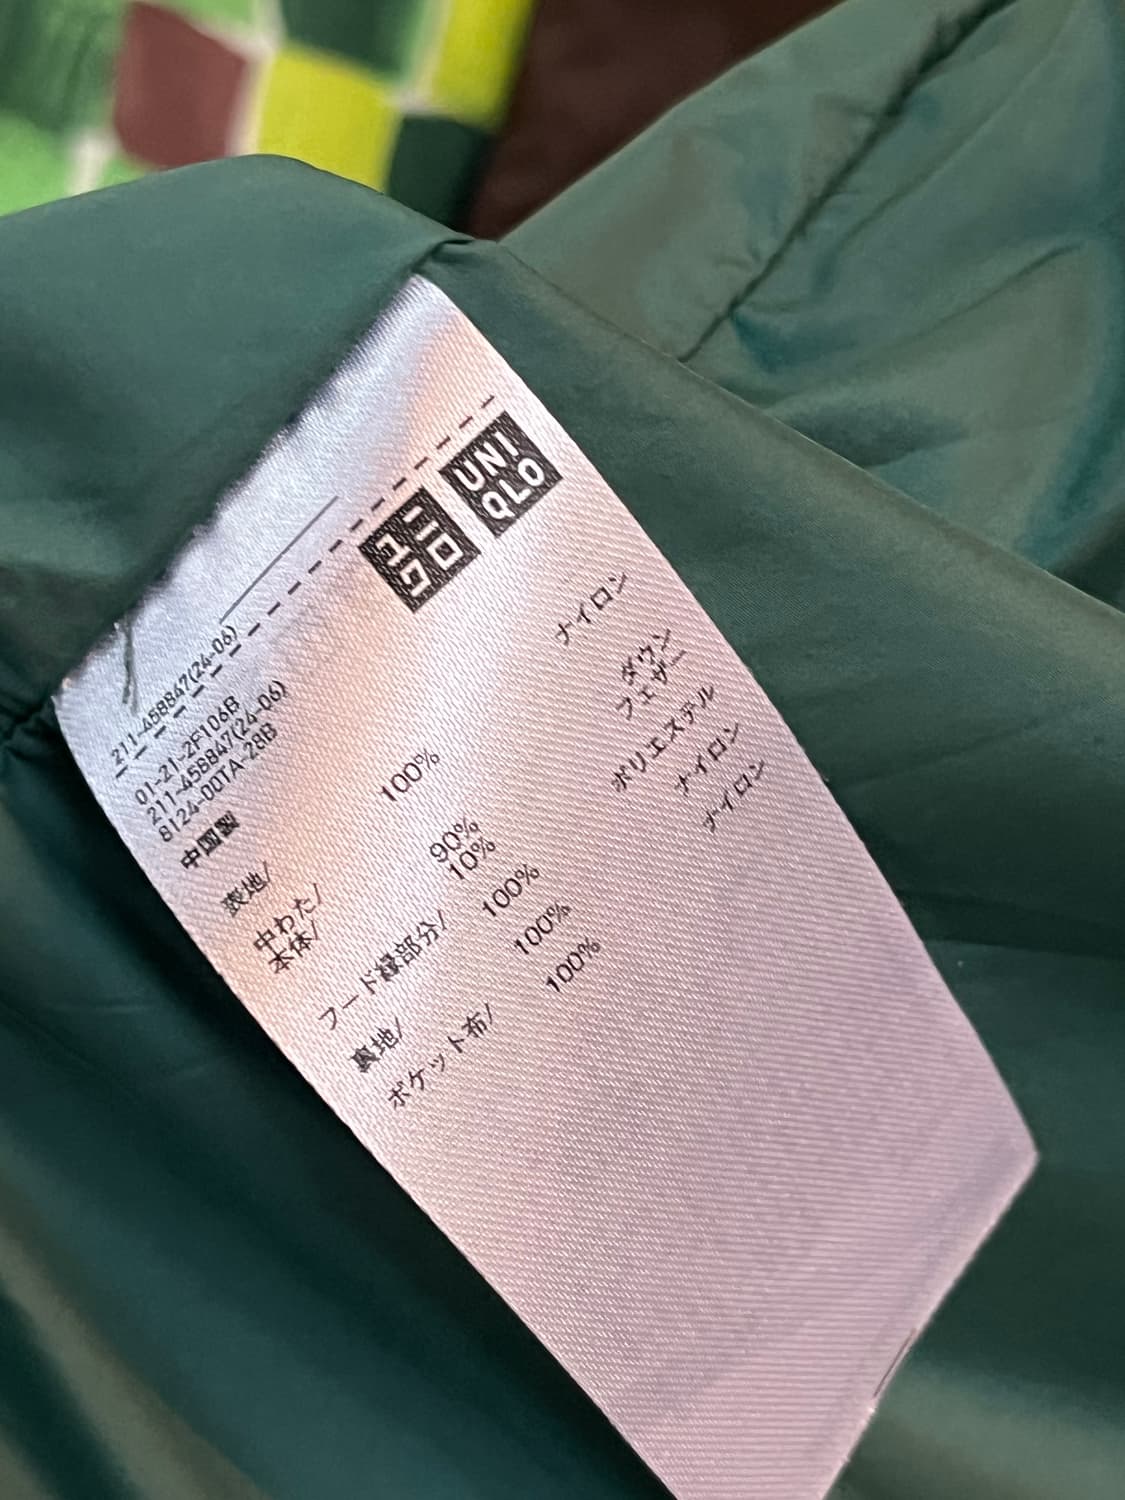 ユニ
クロ
UNI
QLO
211-458847(24-06)
01-21-2F106B
211-458847(24-06)
8124-00TA-28B
中国製
表地/ 100% ナイロン
中わた/
本体/ 90% ダウン
10% フェザー
フード縁部分/ 100% ポリエステル
裏地/ 100% ナイロン
ポケット布/ 100% ナイロン